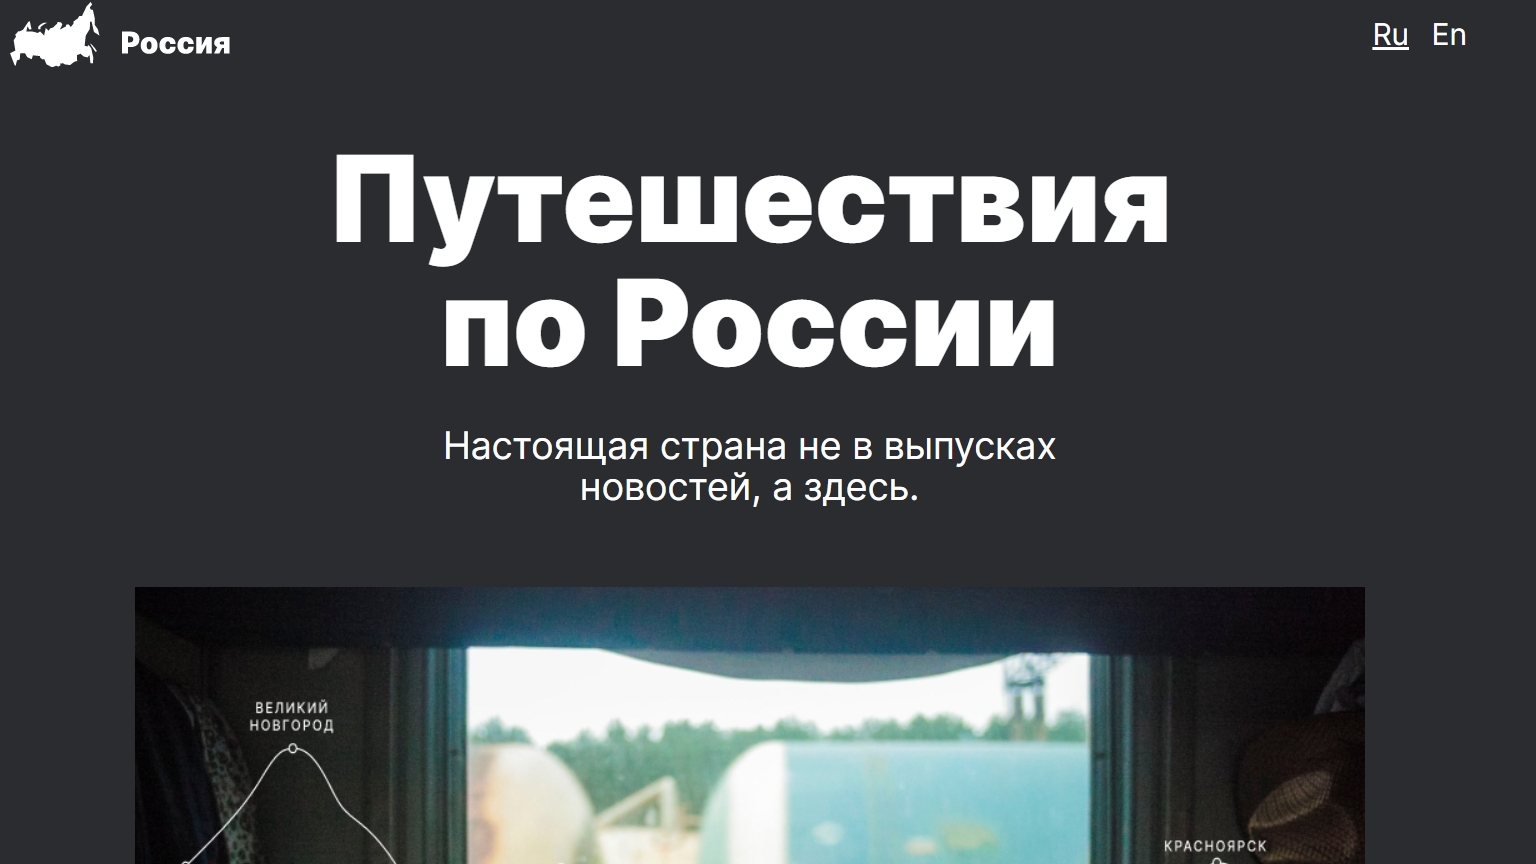 Россия
Ru En
Путешествия
по России
Настоящая страна не в выпусках
новостей, а здесь.
ВЕЛИКИЙ
НОВГОРОД
КРАСНОЯРСК